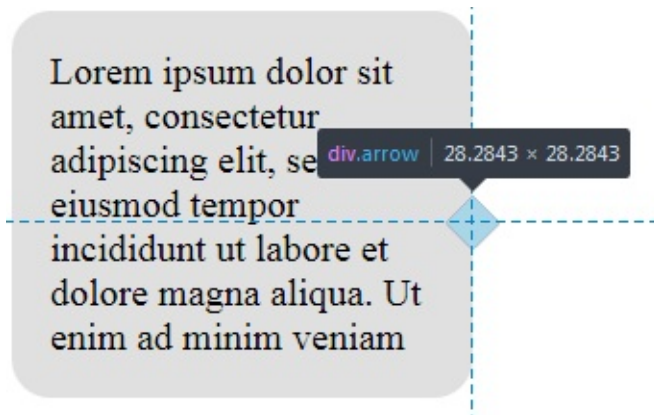 Lorem ipsum dolor sit
amet, consectetur
adipiscing elit, se
div.arrow 28.2843 × 28.2843
eiusmod tempor
incididunt ut labore et
dolore magna aliqua. Ut
enim ad minim veniam